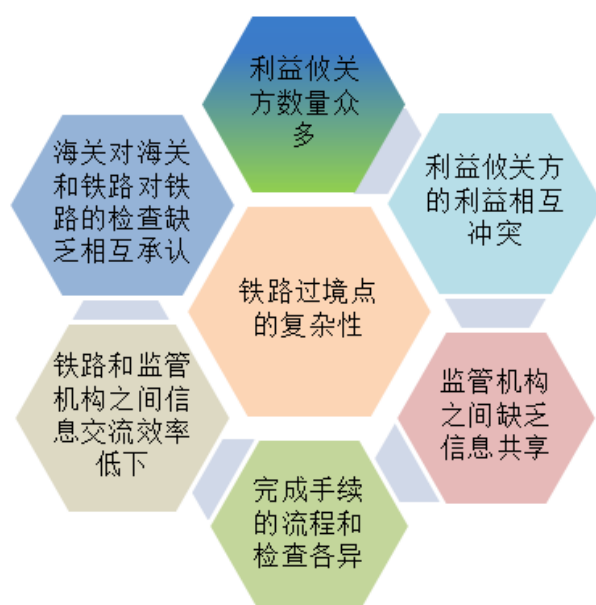 利益攸关
方数量众
多
利益攸关方
的利益相互
冲突
监管机构
之间缺乏
信息共享
完成手续
的流程和
检查各异
铁路和监管
机构之间信
息交流效率
低下
海关对海关
和铁路对铁
路的检查缺
乏相互承认
铁路过境点
的复杂性